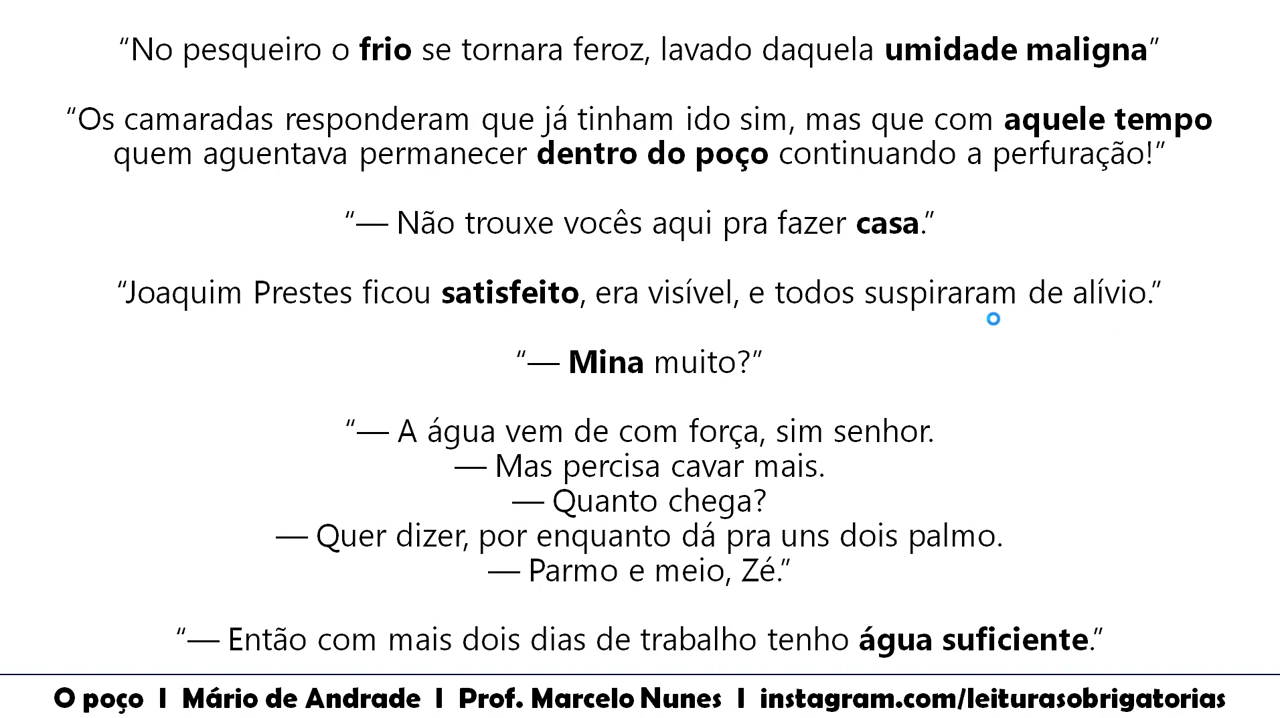 “No pesqueiro o frio se tornara feroz, lavado daquela umidade maligna”
“Os camaradas responderam que já tinham ido sim, mas que com aquele tempo
quem aguentava permanecer dentro do poço continuando a perfuração!”
“— Não trouxe vocês aqui pra fazer casa.”
“Joaquim Prestes ficou satisfeito, era visível, e todos suspiraram de alívio.”
“— Mina muito?”
“— A água vem de com força, sim senhor.
— Mas percisa cavar mais.
— Quanto chega?
— Quer dizer, por enquanto dá pra uns dois palmo.
— Parmo e meio, Zé.”
“— Então com mais dois dias de trabalho tenho água suficiente.”
O poço I Mário de Andrade I Prof. Marcelo Nunes I instagram.com/leiturasobrigatorias